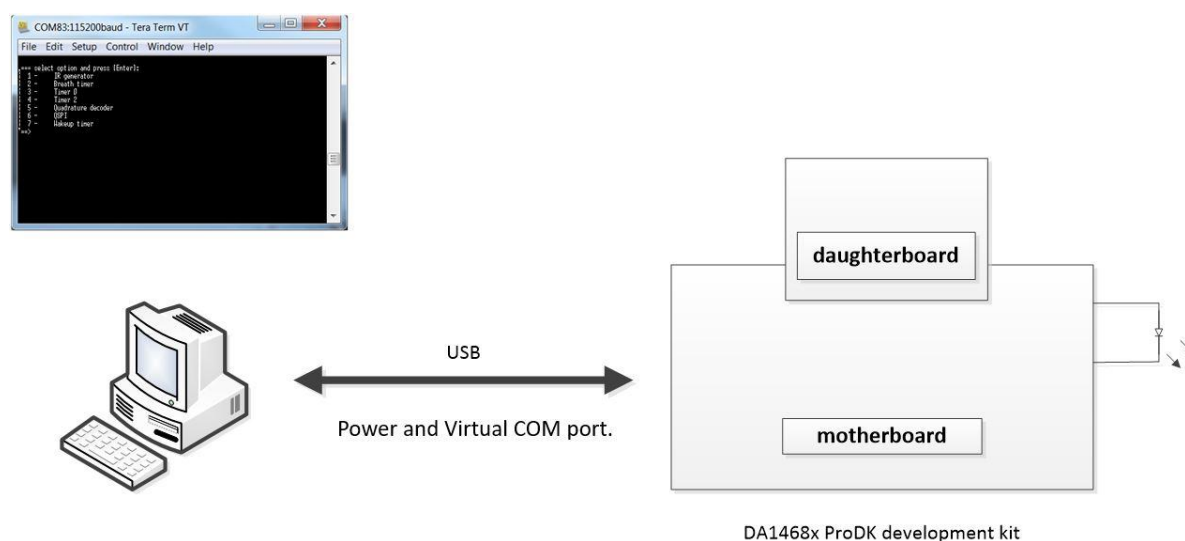 COM83:115200baud - Tera Term VT
File Edit Setup Control Window Help
*** select option and press [Enter]:
1 - IR generator
2 - Breath timer
3 - Timer 0
4 - Timer 2
5 - Quadrature decoder
6 - QSPI
7 - Wakeup timer
==>
daughterboard
USB
Power and Virtual COM port.
motherboard
DA1468x ProDK development kit